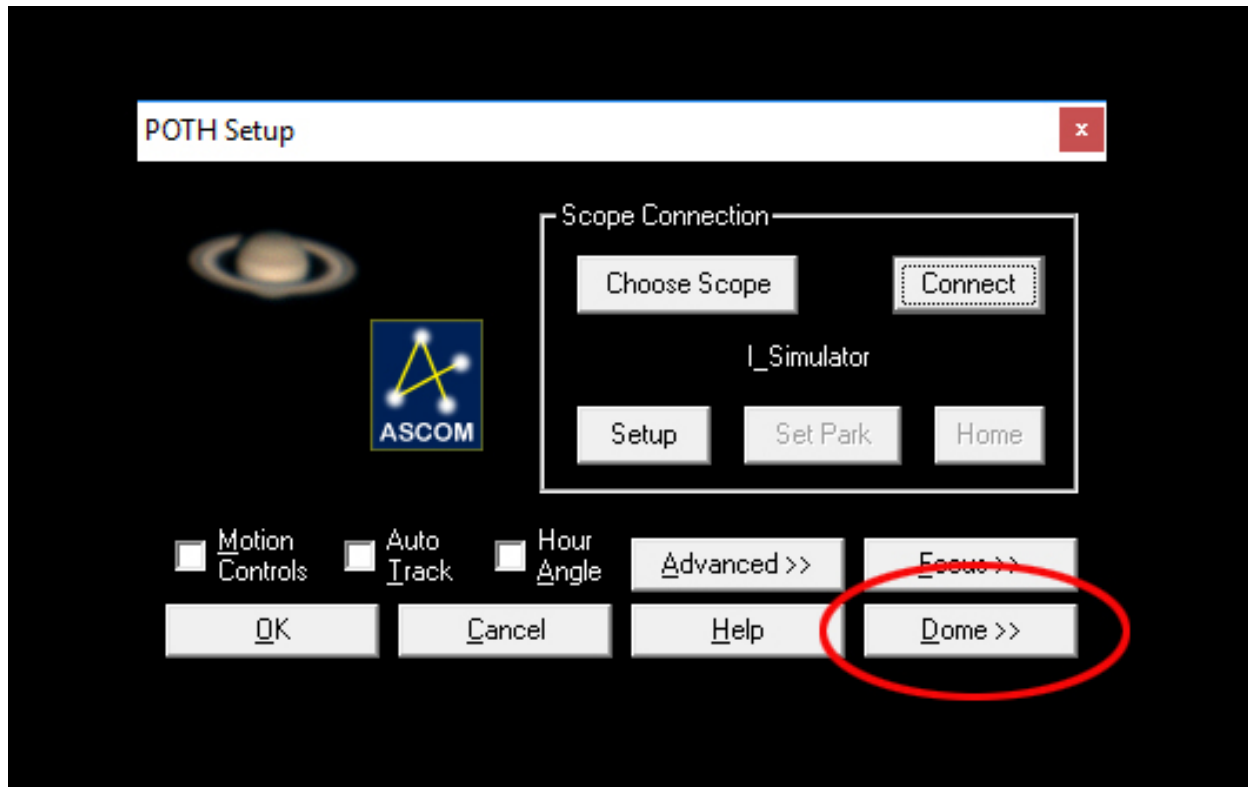 POTH Setup
x
Scope Connection
Choose Scope
Connect
I_Simulator
ASCOM
Setup
Set Park
Home
Motion
Controls
Auto
Track
Hour
Angle
Advanced >>
Focus >>
OK
Cancel
Help
Dome >>